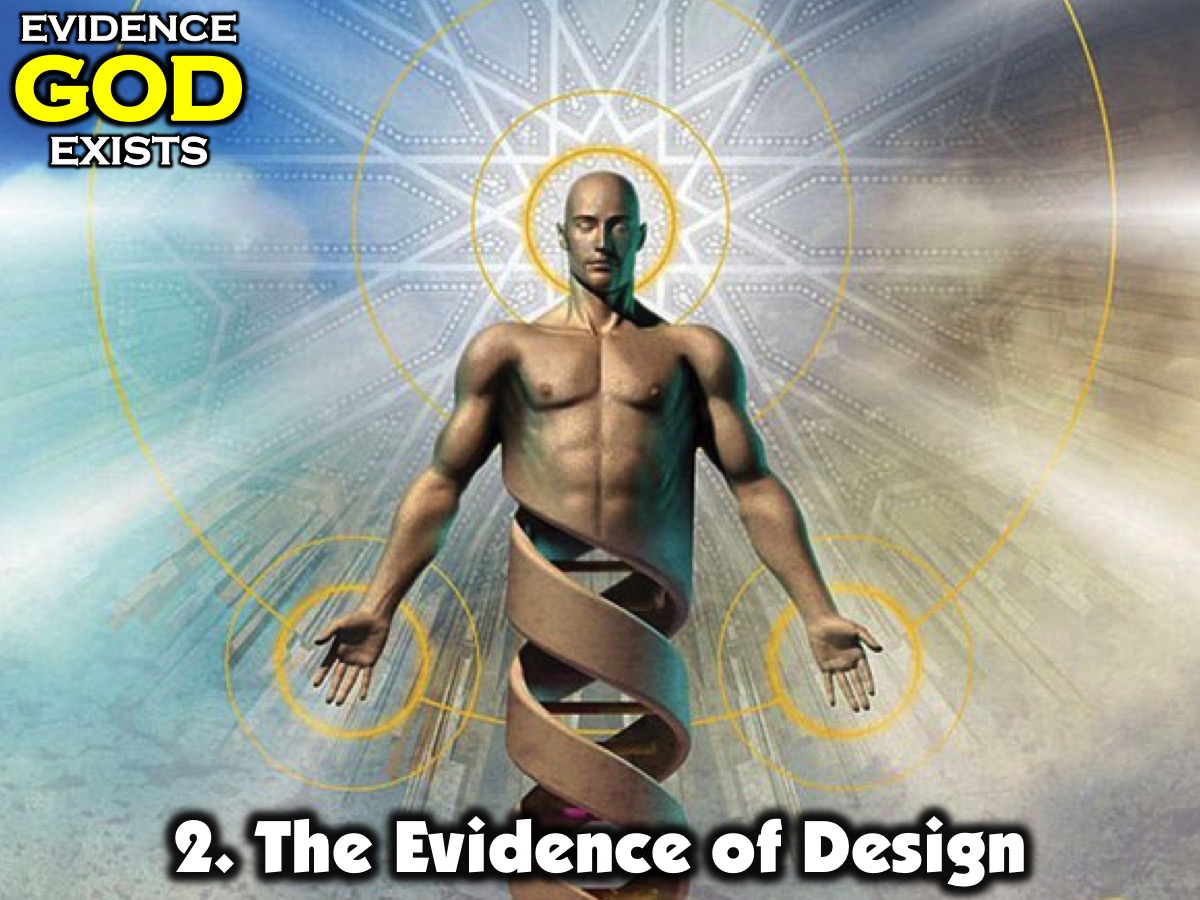 EVIDENCE
GOD
EXISTS
2. The Evidence of Design